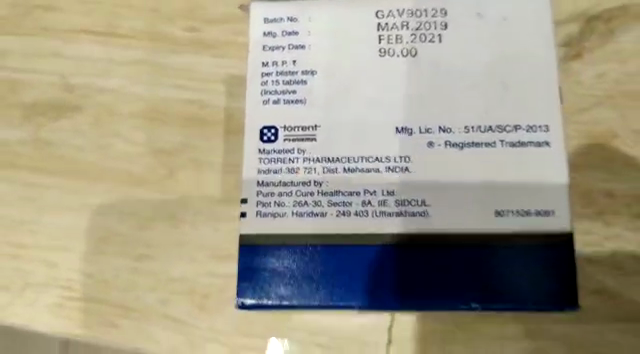 Batch No. : GAV90129
Mfg. Date : MAR.2019
Expiry Date : FEB.2021
M. R. P. ₹ 90.00
per blister strip
of 15 tablets
(Inclusive
of all taxes)
torrent
PHARMA
Mfg. Lic. No. : 51/UA/SC/P-2013
® - Registered Trademark
Marketed by :
TORRENT PHARMACEUTICALS LTD.
Indrad-382 721, Dist. Mehsana, INDIA.
Manufactured by :
Pure and Cure Healthcare Pvt. Ltd.
Plot No.: 26A-30, Sector - 8A, IIE, SIDCUL,
Ranipur, Haridwar - 249 403 (Uttarakhand).